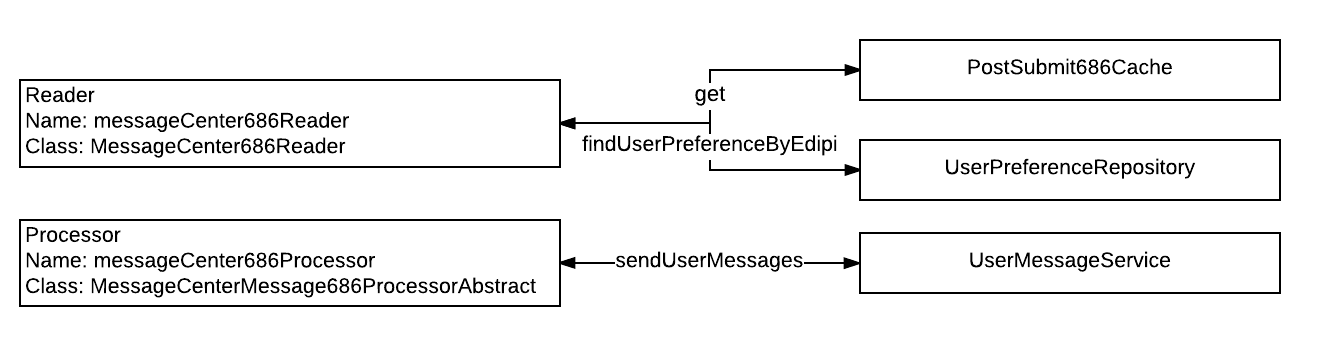 Reader
Name: messageCenter686Reader
Class: MessageCenter686Reader
get
findUserPreferenceByEdipi
PostSubmit686Cache
UserPreferenceRepository
Processor
Name: messageCenter686Processor
Class: MessageCenterMessage686ProcessorAbstract
sendUserMessages
UserMessageService